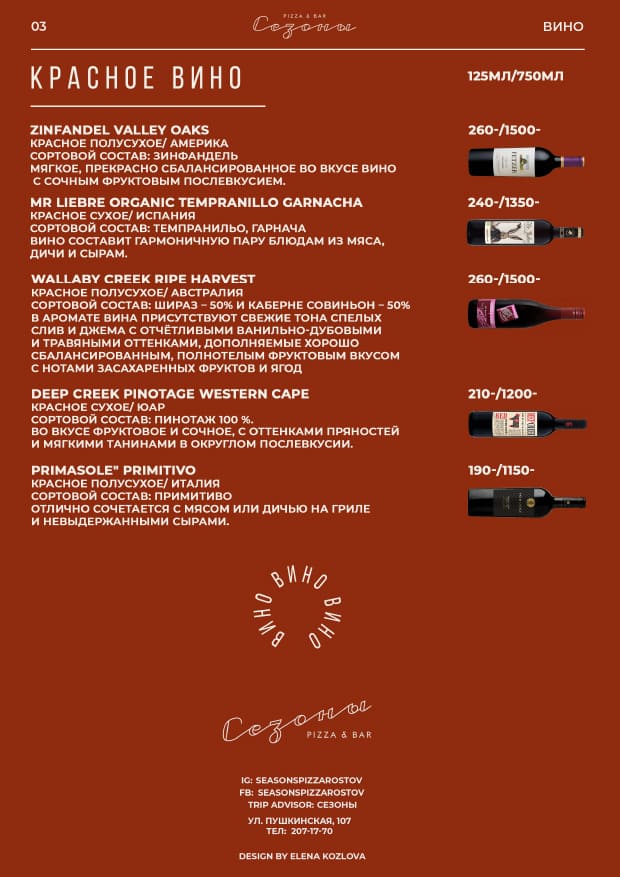 03
PIZZA & BAR
Сезоны
ВИНО
КРАСНОЕ ВИНО
125МЛ/750МЛ
ZINFANDEL VALLEY OAKS
260-/1500-
КРАСНОЕ ПОЛУСУХОЕ/ АМЕРИКА
СОРТОВОЙ СОСТАВ: ЗИНФАНДЕЛЬ
МЯГКОЕ, ПРЕКРАСНО СБАЛАНСИРОВАННОЕ ВО ВКУСЕ ВИНО
С СОЧНЫМ ФРУКТОВЫМ ПОСЛЕВКУСИЕМ.
FETZER
MR LIEBRE ORGANIC TEMPRANILLO GARNACHA
240-/1350-
КРАСНОЕ СУХОЕ/ ИСПАНИЯ
СОРТОВОЙ СОСТАВ: ТЕМПРАНИЛЬО, ГАРНАЧА
ВИНО СОСТАВИТ ГАРМОНИЧНУЮ ПАРУ БЛЮДАМ ИЗ МЯСА,
ДИЧИ И СЫРАМ.
WALLABY CREEK RIPE HARVEST
260-/1500-
КРАСНОЕ ПОЛУСУХОЕ/ АВСТРАЛИЯ
СОРТОВОЙ СОСТАВ: ШИРАЗ – 50% И КАБЕРНЕ СОВИНЬОН – 50%
В АРОМАТЕ ВИНА ПРИСУТСТВУЮТ СВЕЖИЕ ТОНА СПЕЛЫХ
СЛИВ И ДЖЕМА С ОТЧЁТЛИВЫМИ ВАНИЛЬНО-ДУБОВЫМИ
И ТРАВЯНЫМИ ОТТЕНКАМИ, ДОПОЛНЯЕМЫЕ ХОРОШО
СБАЛАНСИРОВАННЫМ, ПОЛНОТЕЛЫМ ФРУКТОВЫМ ВКУСОМ
С НОТАМИ ЗАСАХАРЕННЫХ ФРУКТОВ И ЯГОД
DEEP CREEK PINOTAGE WESTERN CAPE
210-/1200-
КРАСНОЕ СУХОЕ/ ЮАР
СОРТОВОЙ СОСТАВ: ПИНОТАЖ 100 %.
ВО ВКУСЕ ФРУКТОВОЕ И СОЧНОЕ, С ОТТЕНКАМИ ПРЯНОСТЕЙ
И МЯГКИМИ ТАНИНАМИ В ОКРУГЛОМ ПОСЛЕВКУСИИ.
PRIMASOLE" PRIMITIVO
190-/1150-
КРАСНОЕ ПОЛУСУХОЕ/ ИТАЛИЯ
СОРТОВОЙ СОСТАВ: ПРИМИТИВО
ОТЛИЧНО СОЧЕТАЕТСЯ С МЯСОМ ИЛИ ДИЧЬЮ НА ГРИЛЕ
И НЕВЫДЕРЖАННЫМИ СЫРАМИ.
ВИНО ВИНО ВИНО ВИНО
Сезоны
PIZZA & BAR
IG: SEASONSPIZZAROSTOV
FB: SEASONSPIZZAROSTOV
TRIP ADVISOR: СЕЗОНЫ
УЛ. ПУШКИНСКАЯ, 107
ТЕЛ: 207-17-70
DESIGN BY ELENA KOZLOVA